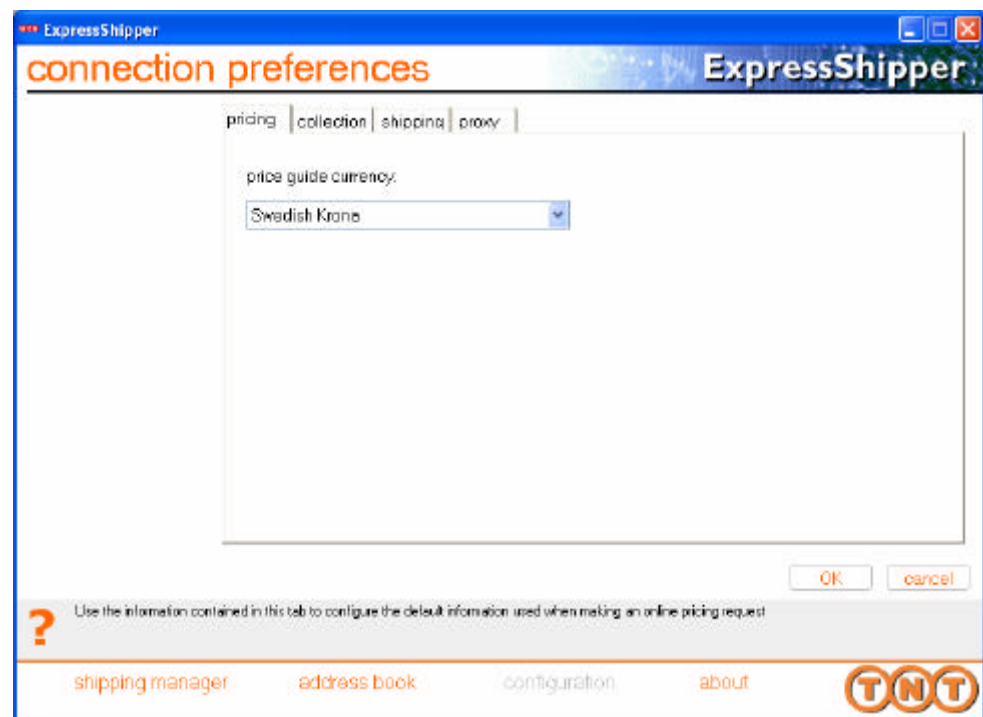 ExpressShipper
connection preferences
ExpressShipper
pricing collection shipping proxy
price guide currency:
Swedish Krona
OK cancel
? Use the information contained in this tab to configure the default information used when making an online pricing request
shipping manager address book configuration about
TNT